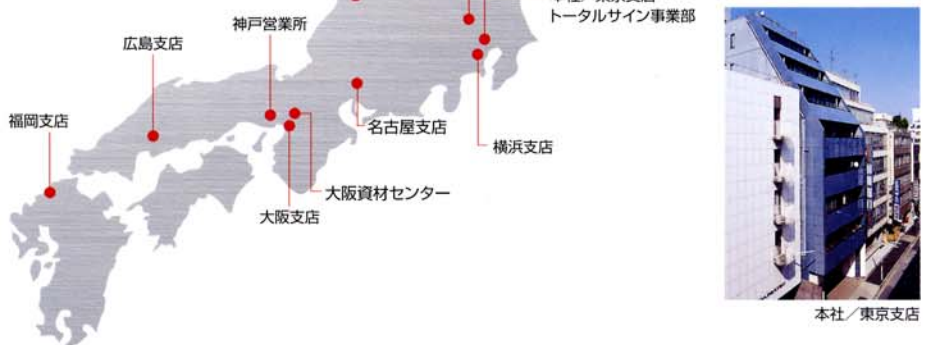 トータルサイン事業部
神戸営業所
広島支店
福岡支店
名古屋支店
横浜支店
大阪資材センター
大阪支店
本社／東京支店